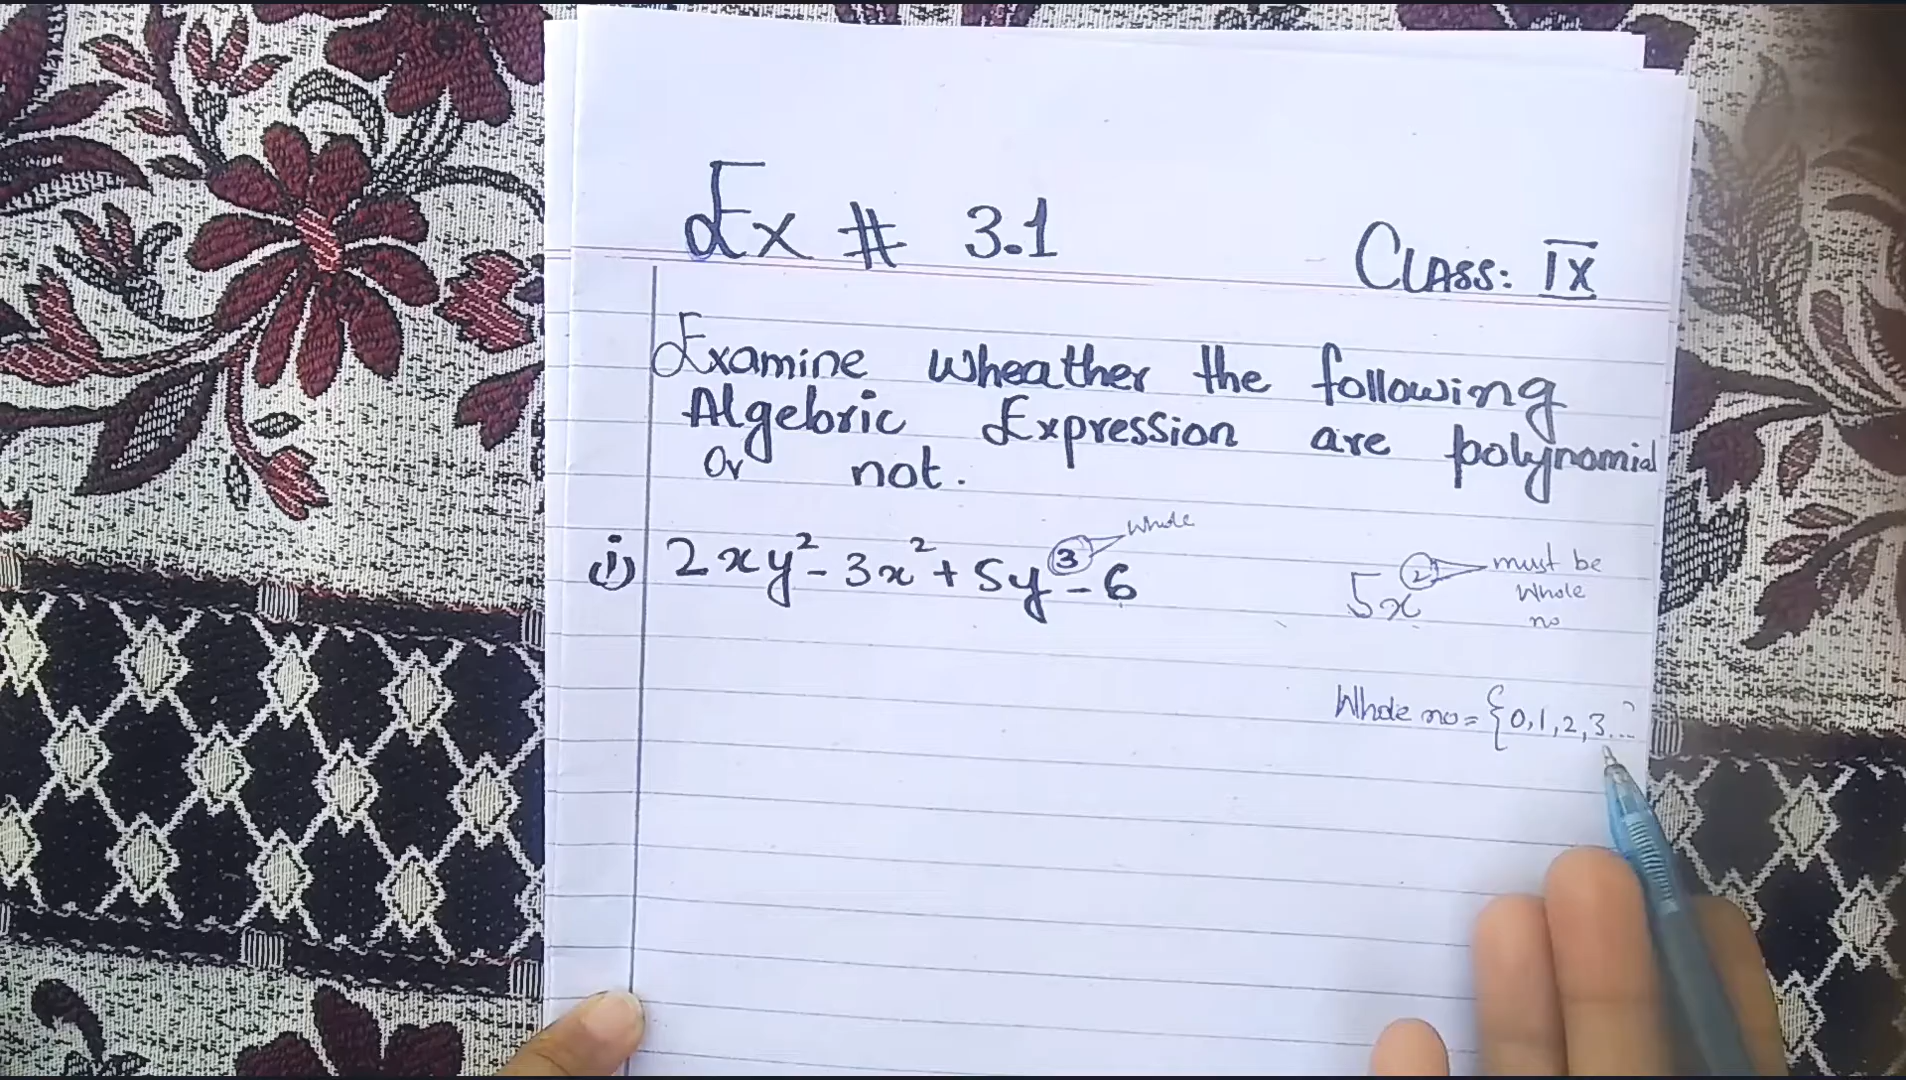 Ex # 3.1
CLASS: IX
Examine wheather the following
Algebric Expression are polynomial
Or not.
i) 2xy² - 3x² + 5y³ - 6
whole
5x² must be
whole
no
Whole no = {0,1,2,3...}